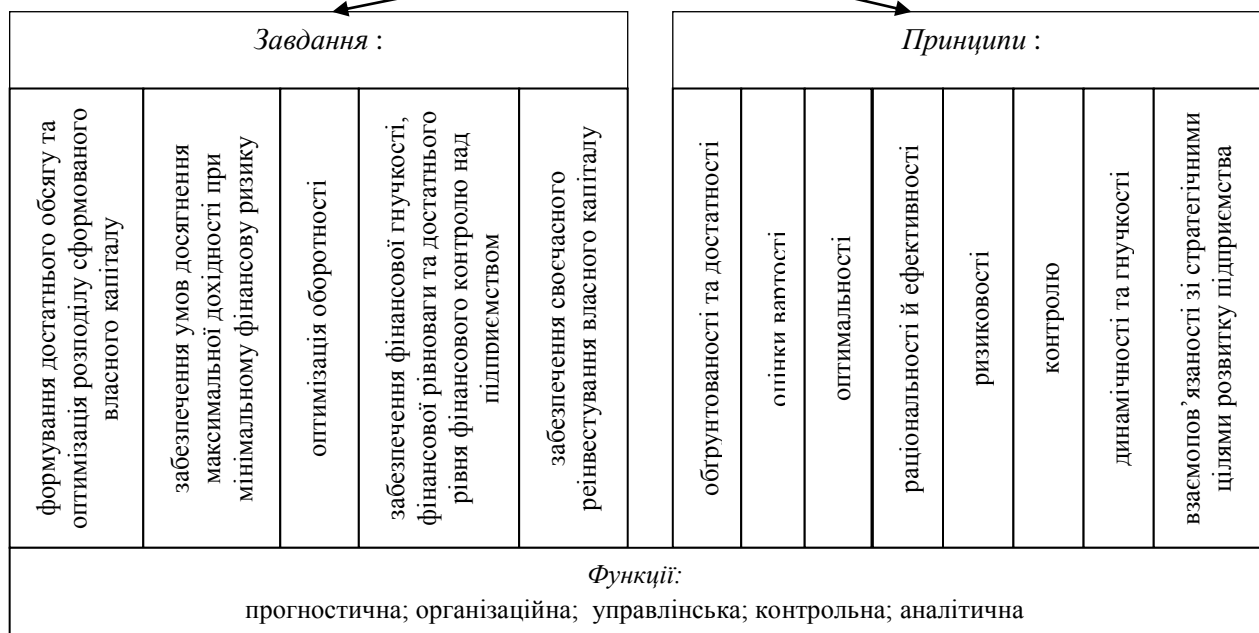 Завдання :
Принципи :
формування достатнього обсягу та
оптимізація розподілу сформованого
власного капіталу
забезпечення умов досягнення
максимальної дохідності при
мінімальному фінансову ризику
оптимізація оборотності
забезпечення фінансової гнучкості,
фінансової рівноваги та достатнього
рівня фінансового контролю над
підприємством
забезпечення своєчасного
реінвестування власного капіталу
обґрунтованості та достатності
оцінки вартості
оптимальності
раціональності й ефективності
ризиковості
контролю
динамічності та гнучкості
взаємопов’язаності зі стратегічними
цілями розвитку підприємства
Функції:
прогностична; організаційна; управлінська; контрольна; аналітична